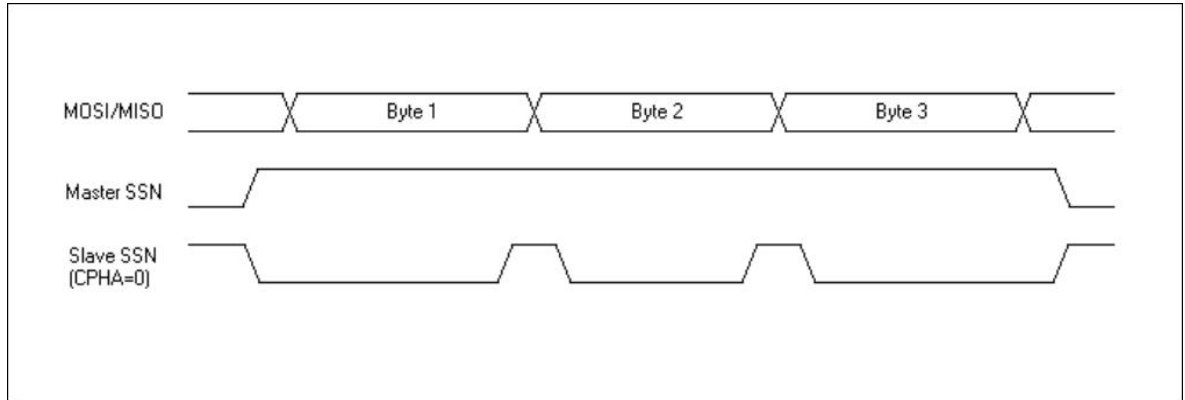 MOSI/MISO
Byte 1
Byte 2
Byte 3
Master SSN
Slave SSN
(CPHA=0)